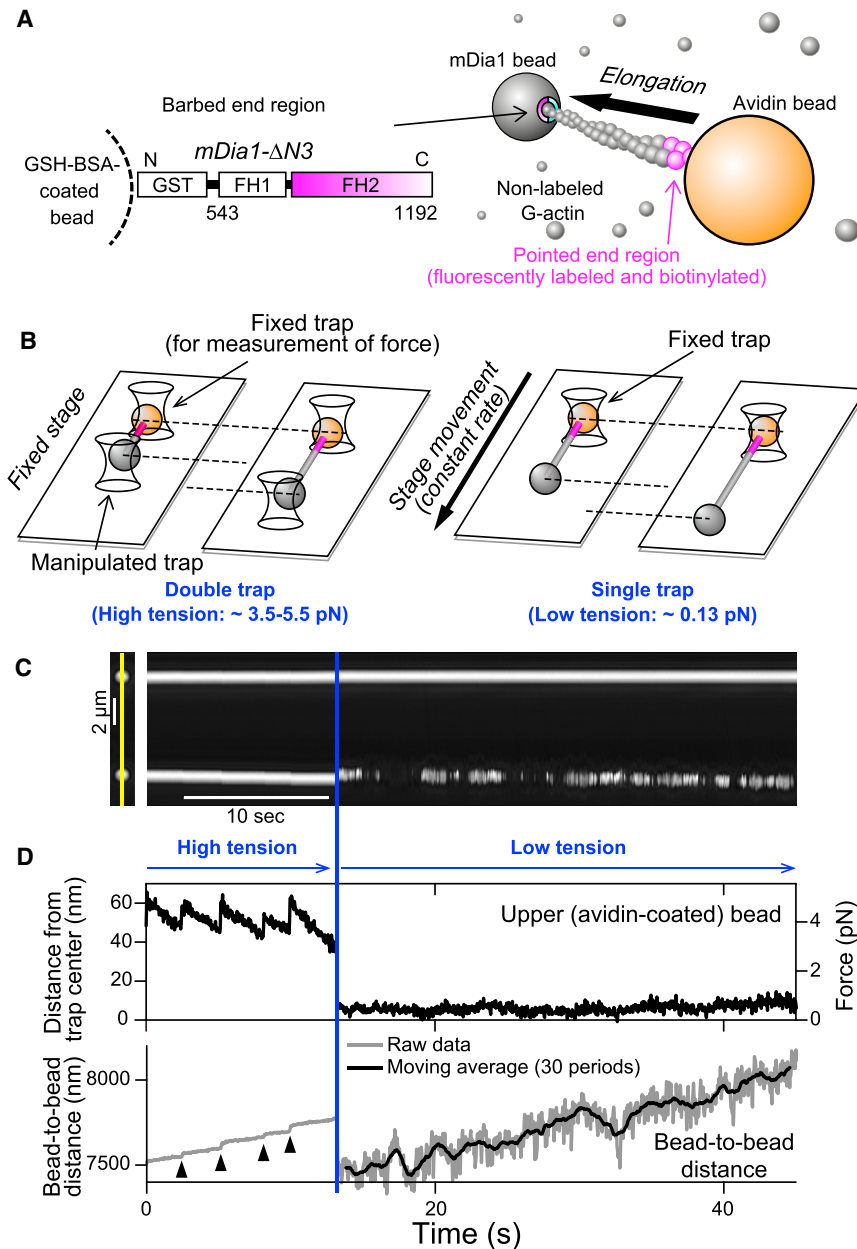 A
mDia1 bead
Elongation
Avidin bead
Barbed end region
GSH-BSA-
coated
bead
N
mDia1-ΔN3
C
GST
FH1
FH2
543
1192
Non-labeled
G-actin
Pointed end region
(fluorescently labeled and biotinylated)
B
Fixed trap
(for measurement of force)
Fixed stage
Manipulated trap
Double trap
(High tension: ~ 3.5-5.5 pN)
Fixed trap
Stage movement
(constant rate)
Single trap
(Low tension: ~ 0.13 pN)
C
2 μm
10 sec
D
High tension
Low tension
Distance from
trap center (nm)
60
40
20
0
Upper (avidin-coated) bead
4
2
0
Force (pN)
Raw data
Moving average (30 periods)
Bead-to-bead
distance (nm)
8000
7500
Bead-to-bead
distance
0
20
40
Time (s)